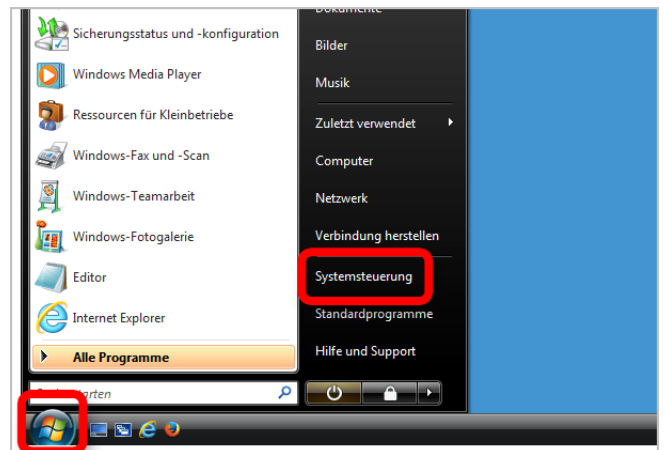 Sicherungsstatus und -konfiguration
Windows Media Player
Ressourcen für Kleinbetriebe
Windows-Fax und -Scan
Windows-Teamarbeit
Windows-Fotogalerie
Editor
Internet Explorer
Alle Programme
Dokumente
Bilder
Musik
Zuletzt verwendet
Computer
Netzwerk
Verbindung herstellen
Systemsteuerung
Standardprogramme
Hilfe und Support